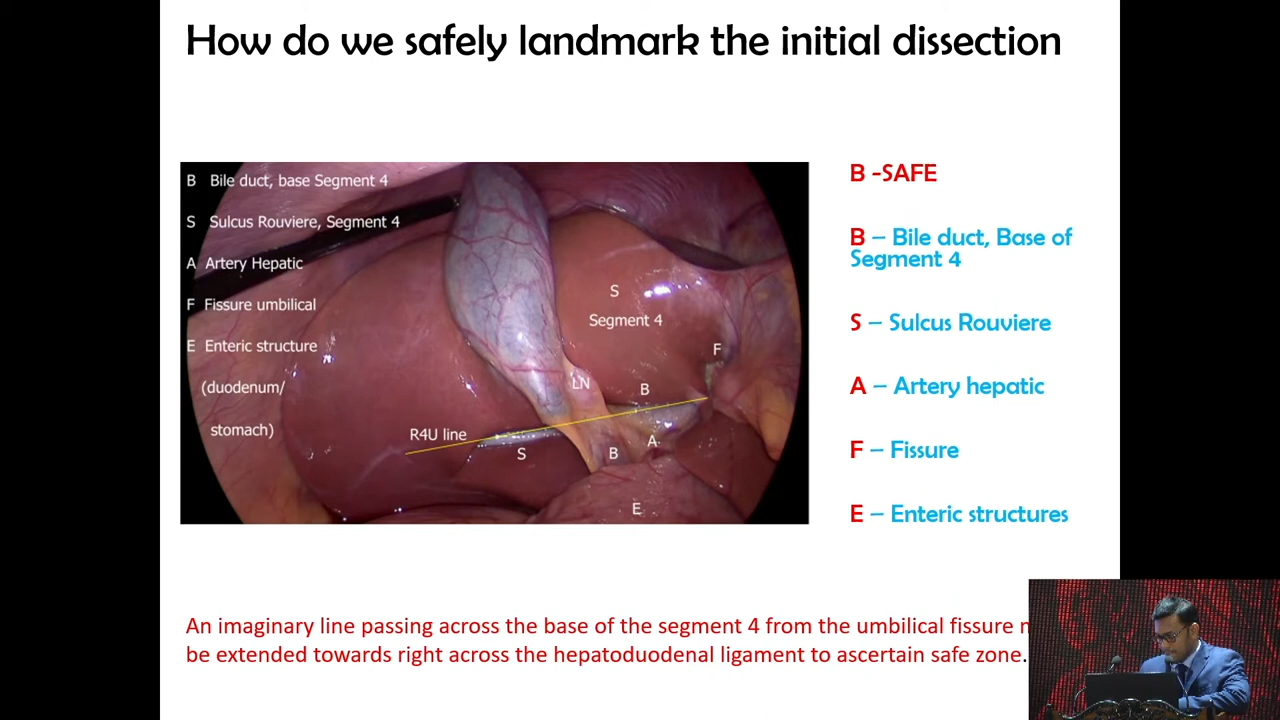 How do we safely landmark the initial dissection
B Bile duct, base Segment 4
S Sulcus Rouviere, Segment 4
A Artery Hepatic
F Fissure umbilical
E Enteric structure
(duodenum/
stomach)
S
Segment 4
F
LN
B
R4U line
S
B
A
E
B -SAFE
B – Bile duct, Base of
Segment 4
S – Sulcus Rouviere
A – Artery hepatic
F – Fissure
E – Enteric structures
An imaginary line passing across the base of the segment 4 from the umbilical fissure
be extended towards right across the hepatoduodenal ligament to ascertain safe zone.